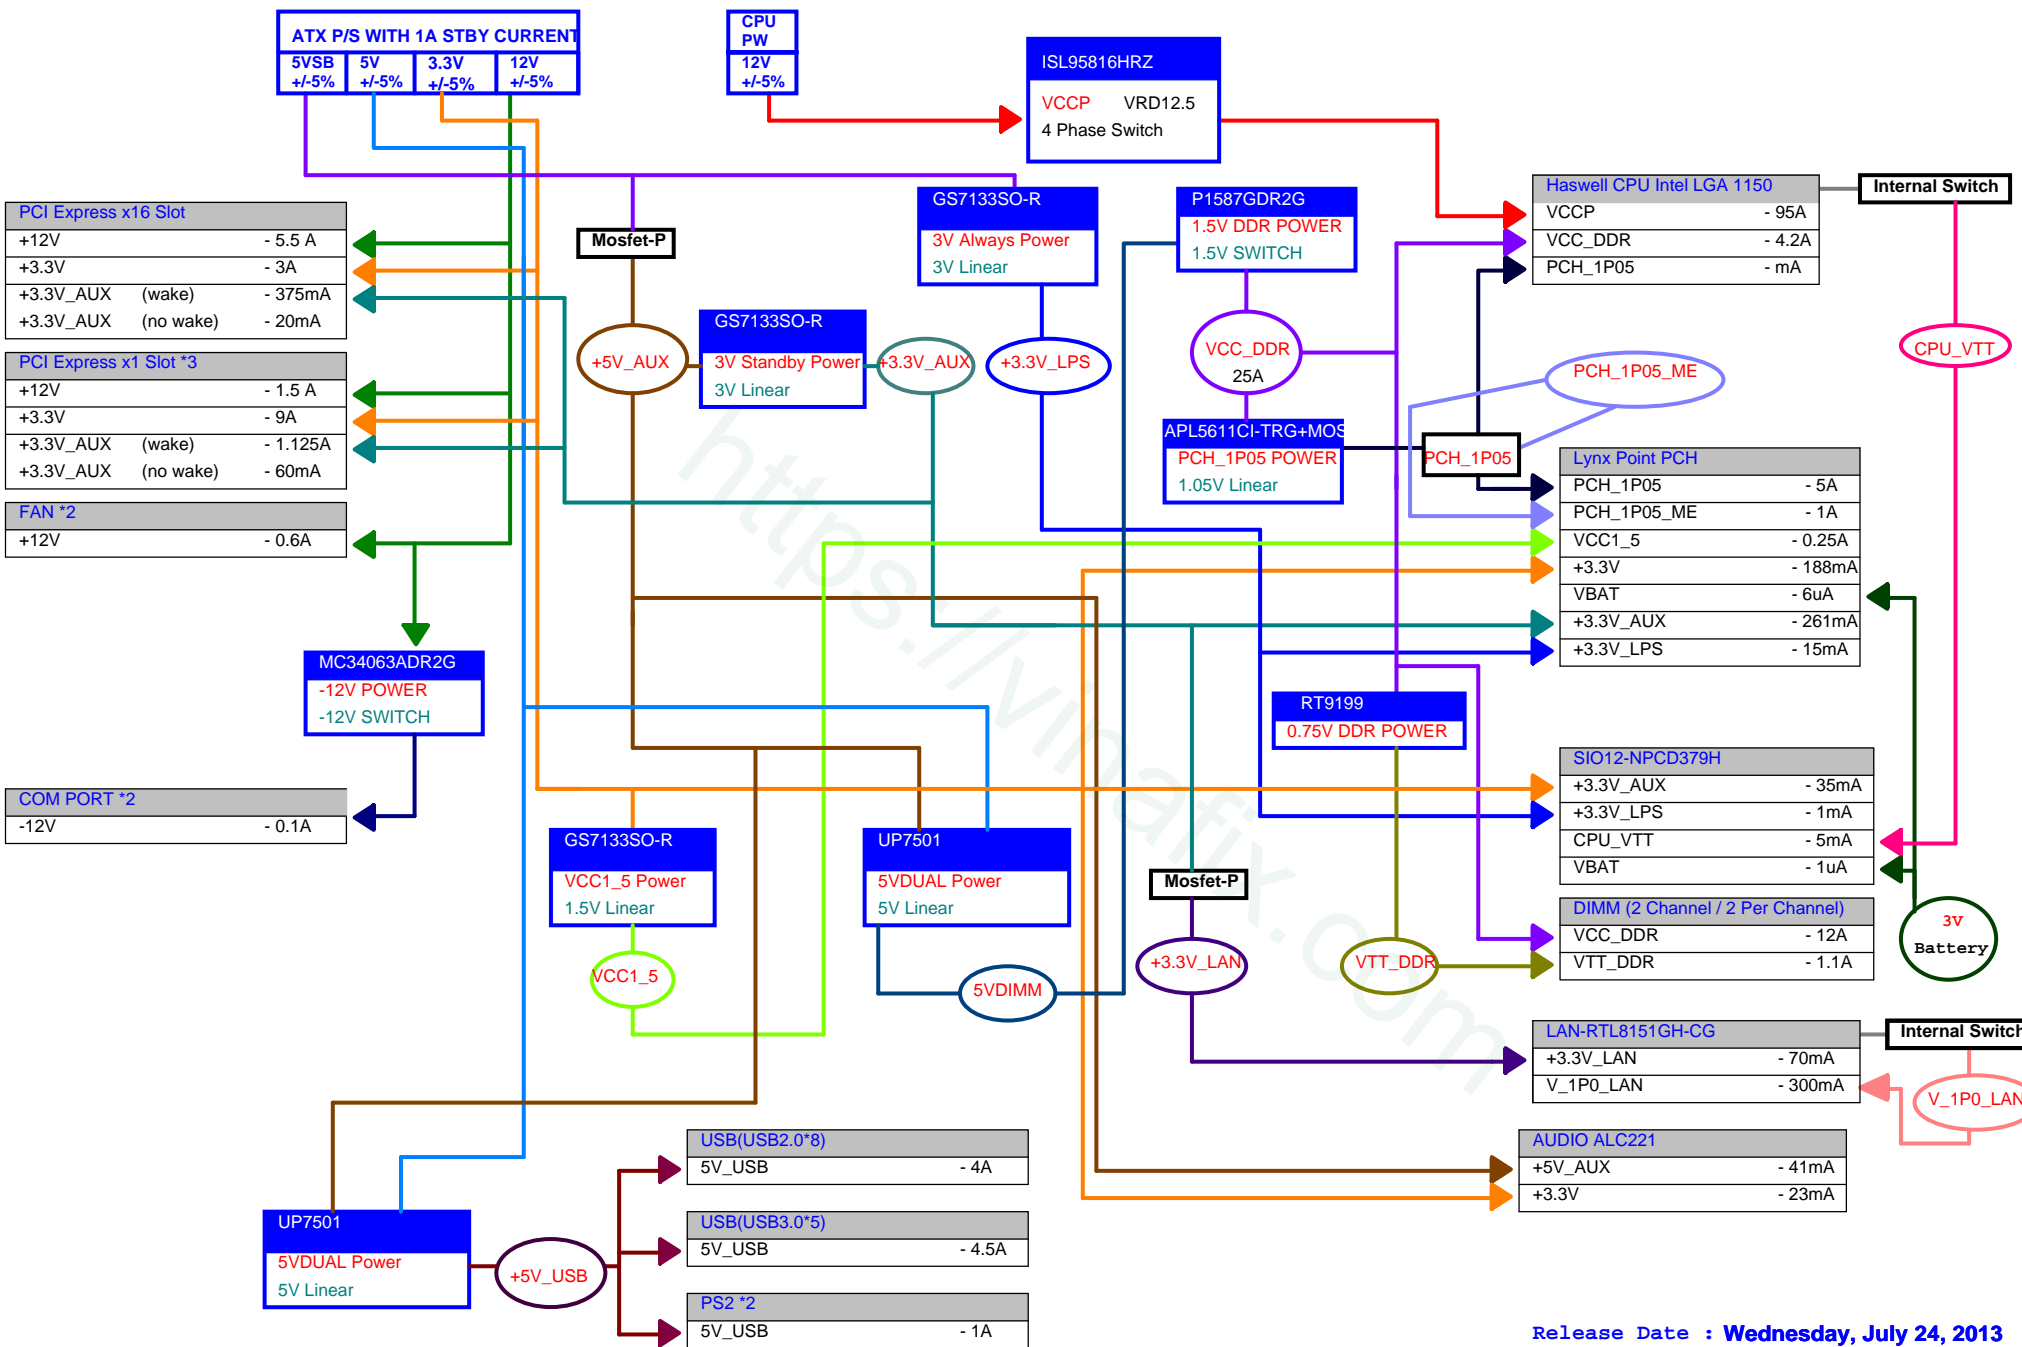 ATX P/S WITH 1A STBY CURRENT
5VSB +/-5%
5V +/-5%
3.3V +/-5%
12V +/-5%
CPU PW
12V +/-5%
ISL95816HRZ
VCCP VRD12.5
4 Phase Switch
PCI Express x16 Slot
+12V - 5.5 A
+3.3V - 3A
+3.3V_AUX (wake) - 375mA
+3.3V_AUX (no wake) - 20mA
PCI Express x1 Slot *3
+12V - 1.5 A
+3.3V - 9A
+3.3V_AUX (wake) - 1.125A
+3.3V_AUX (no wake) - 60mA
FAN *2
+12V - 0.6A
MC34063ADR2G
-12V POWER
-12V SWITCH
COM PORT *2
-12V - 0.1A
Mosfet-P
+5V_AUX
GS7133SO-R
3V Standby Power
3V Linear
+3.3V_AUX
GS7133SO-R
3V Always Power
3V Linear
+3.3V_LPS
P1587GDR2G
1.5V DDR POWER
1.5V SWITCH
VCC_DDR
25A
APL5611CI-TRG+MOS
PCH_1P05 POWER
1.05V Linear
PCH_1P05
PCH_1P05_ME
Haswell CPU Intel LGA 1150
VCCP - 95A
VCC_DDR - 4.2A
PCH_1P05 - mA
Internal Switch
CPU_VTT
Lynx Point PCH
PCH_1P05 - 5A
PCH_1P05_ME - 1A
VCC1_5 - 0.25A
+3.3V - 188mA
VBAT - 6uA
+3.3V_AUX - 261mA
+3.3V_LPS - 15mA
RT9199
0.75V DDR POWER
SIO12-NPCD379H
+3.3V_AUX - 35mA
+3.3V_LPS - 1mA
CPU_VTT - 5mA
VBAT - 1uA
DIMM (2 Channel / 2 Per Channel)
VCC_DDR - 12A
VTT_DDR - 1.1A
3V
Battery
GS7133SO-R
VCC1_5 Power
1.5V Linear
VCC1_5
UP7501
5VDUAL Power
5V Linear
5VDIMM
Mosfet-P
+3.3V_LAN
VTT_DDR
LAN-RTL8151GH-CG
+3.3V_LAN - 70mA
V_1P0_LAN - 300mA
Internal Switch
V_1P0_LAN
AUDIO ALC221
+5V_AUX - 41mA
+3.3V - 23mA
UP7501
5VDUAL Power
5V Linear
+5V_USB
USB(USB2.0*8)
5V_USB - 4A
USB(USB3.0*5)
5V_USB - 4.5A
PS2 *2
5V_USB - 1A
Release Date : Wednesday, July 24, 2013
https://vinafix.com